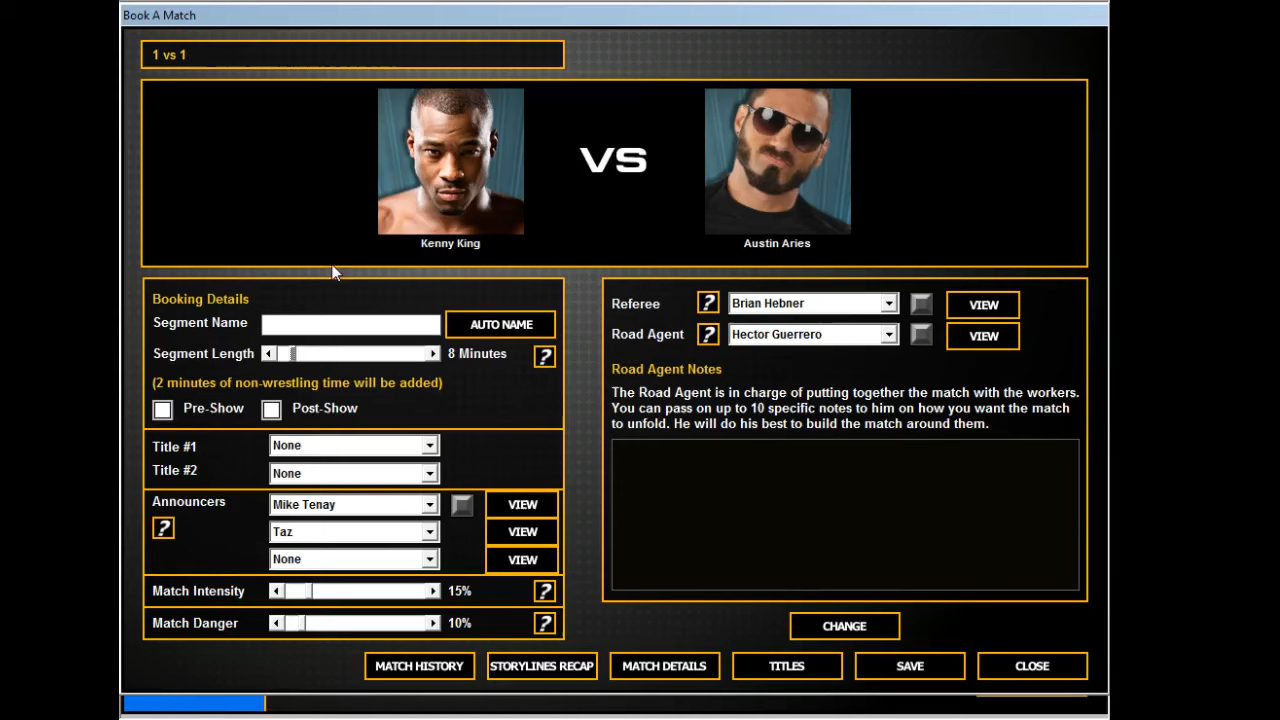 Book A Match
1 vs 1
VS
Kenny King
Austin Aries
Booking Details
Segment Name
AUTO NAME
Segment Length
8 Minutes
?
(2 minutes of non-wrestling time will be added)
Pre-Show
Post-Show
Title #1
None
Title #2
None
Announcers
Mike Tenay
VIEW
?
Taz
VIEW
None
VIEW
Match Intensity
15%
?
Match Danger
10%
?
Referee
?
Brian Hebner
VIEW
Road Agent
?
Hector Guerrero
VIEW
Road Agent Notes
The Road Agent is in charge of putting together the match with the workers.
You can pass on up to 10 specific notes to him on how you want the match
to unfold. He will do his best to build the match around them.
CHANGE
MATCH HISTORY
STORYLINES RECAP
MATCH DETAILS
TITLES
SAVE
CLOSE